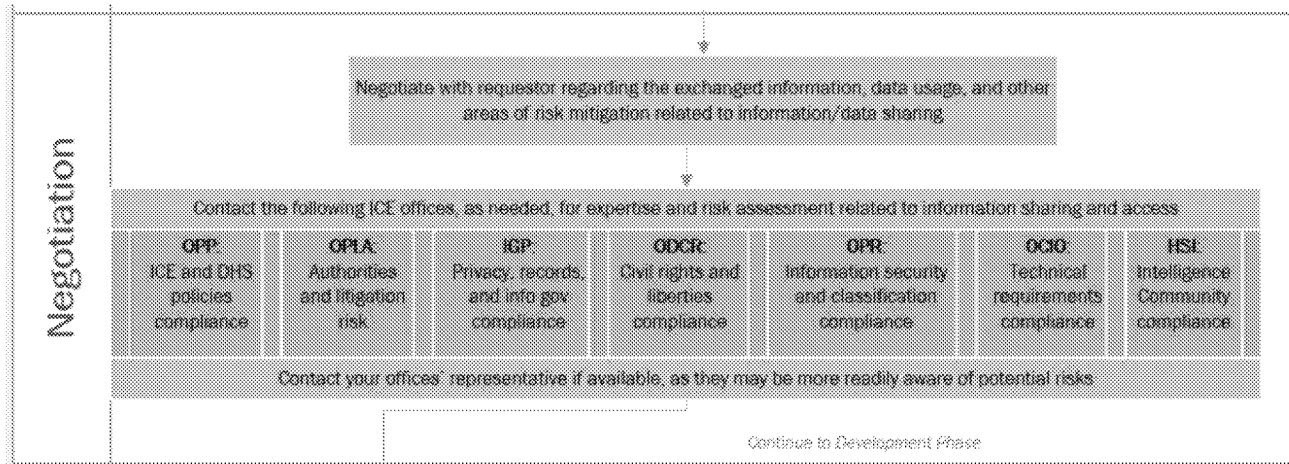 Negotiation
Negotiate with requestor regarding the exchanged information, data usage, and other
areas of risk mitigation related to information/data sharing
Contact the following ICE offices, as needed, for expertise and risk assessment related to information sharing and access
OPP:
ICE and DHS
policies
compliance
OPLA:
Authorities
and litigation
risk
IGP:
Privacy, records,
and info gov
compliance
ODCR:
Civil rights and
liberties
compliance
OPR:
Information security
and classification
compliance
OCIO:
Technical
requirements
compliance
HSI:
Intelligence
Community
compliance
Contact your offices' representative if available, as they may be more readily aware of potential risks
Continue to Development Phase